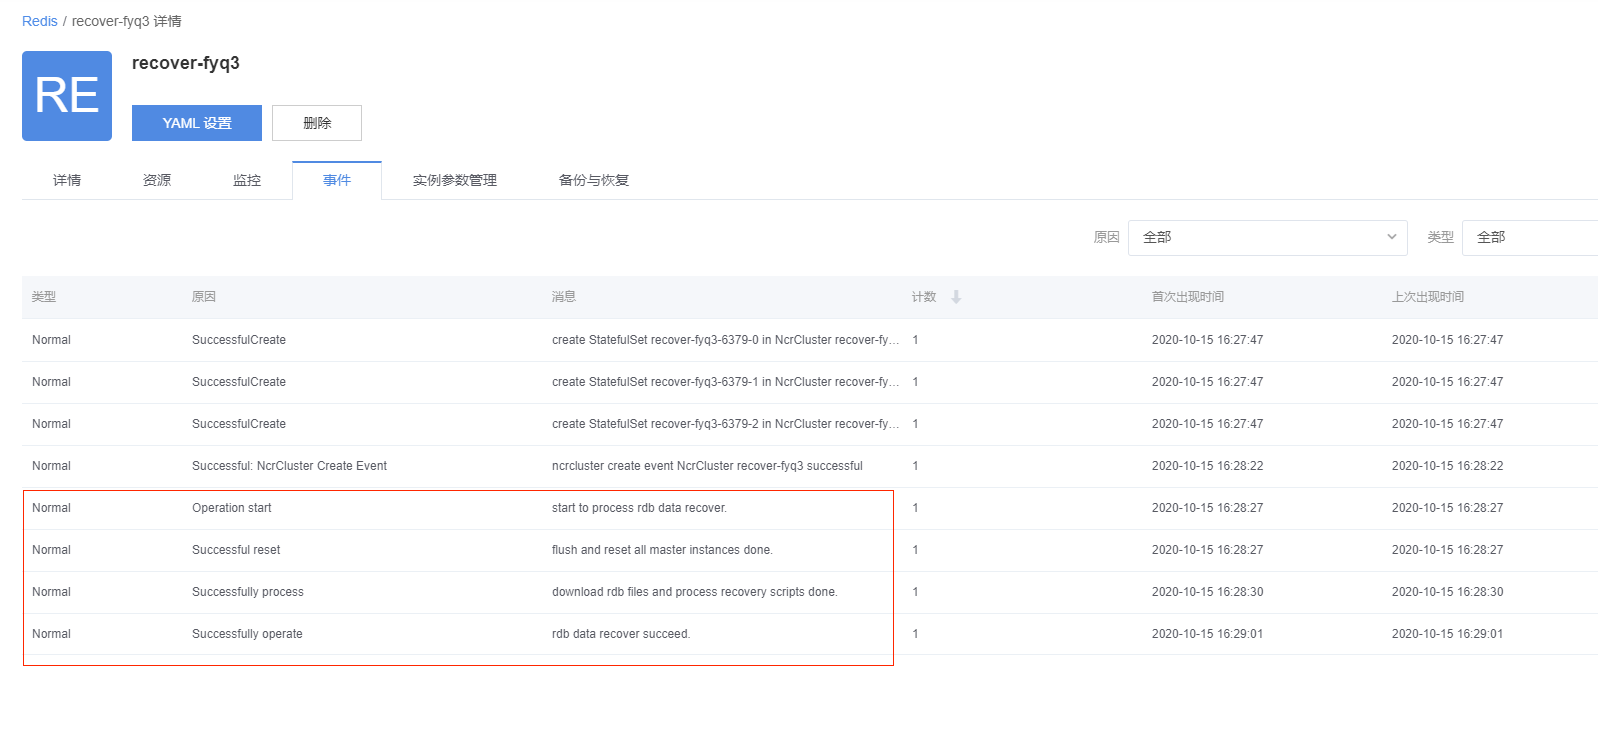 Redis / recover-fyq3 详情
RE
recover-fyq3
YAML 设置 删除
详情 资源 监控 事件 实例参数管理 备份与恢复
原因 全部 类型 全部
类型 原因 消息 计数 首次出现时间 上次出现时间
Normal SuccessfulCreate create StatefulSet recover-fyq3-6379-0 in NcrCluster recover-fy... 1 2020-10-15 16:27:47 2020-10-15 16:27:47
Normal SuccessfulCreate create StatefulSet recover-fyq3-6379-1 in NcrCluster recover-fy... 1 2020-10-15 16:27:47 2020-10-15 16:27:47
Normal SuccessfulCreate create StatefulSet recover-fyq3-6379-2 in NcrCluster recover-fy... 1 2020-10-15 16:27:47 2020-10-15 16:27:47
Normal Successful: NcrCluster Create Event ncrcluster create event NcrCluster recover-fyq3 successful 1 2020-10-15 16:28:22 2020-10-15 16:28:22
Normal Operation start start to process rdb data recover. 1 2020-10-15 16:28:27 2020-10-15 16:28:27
Normal Successful reset flush and reset all master instances done. 1 2020-10-15 16:28:27 2020-10-15 16:28:27
Normal Successfully process download rdb files and process recovery scripts done. 1 2020-10-15 16:28:30 2020-10-15 16:28:30
Normal Successfully operate rdb data recover succeed. 1 2020-10-15 16:29:01 2020-10-15 16:29:01